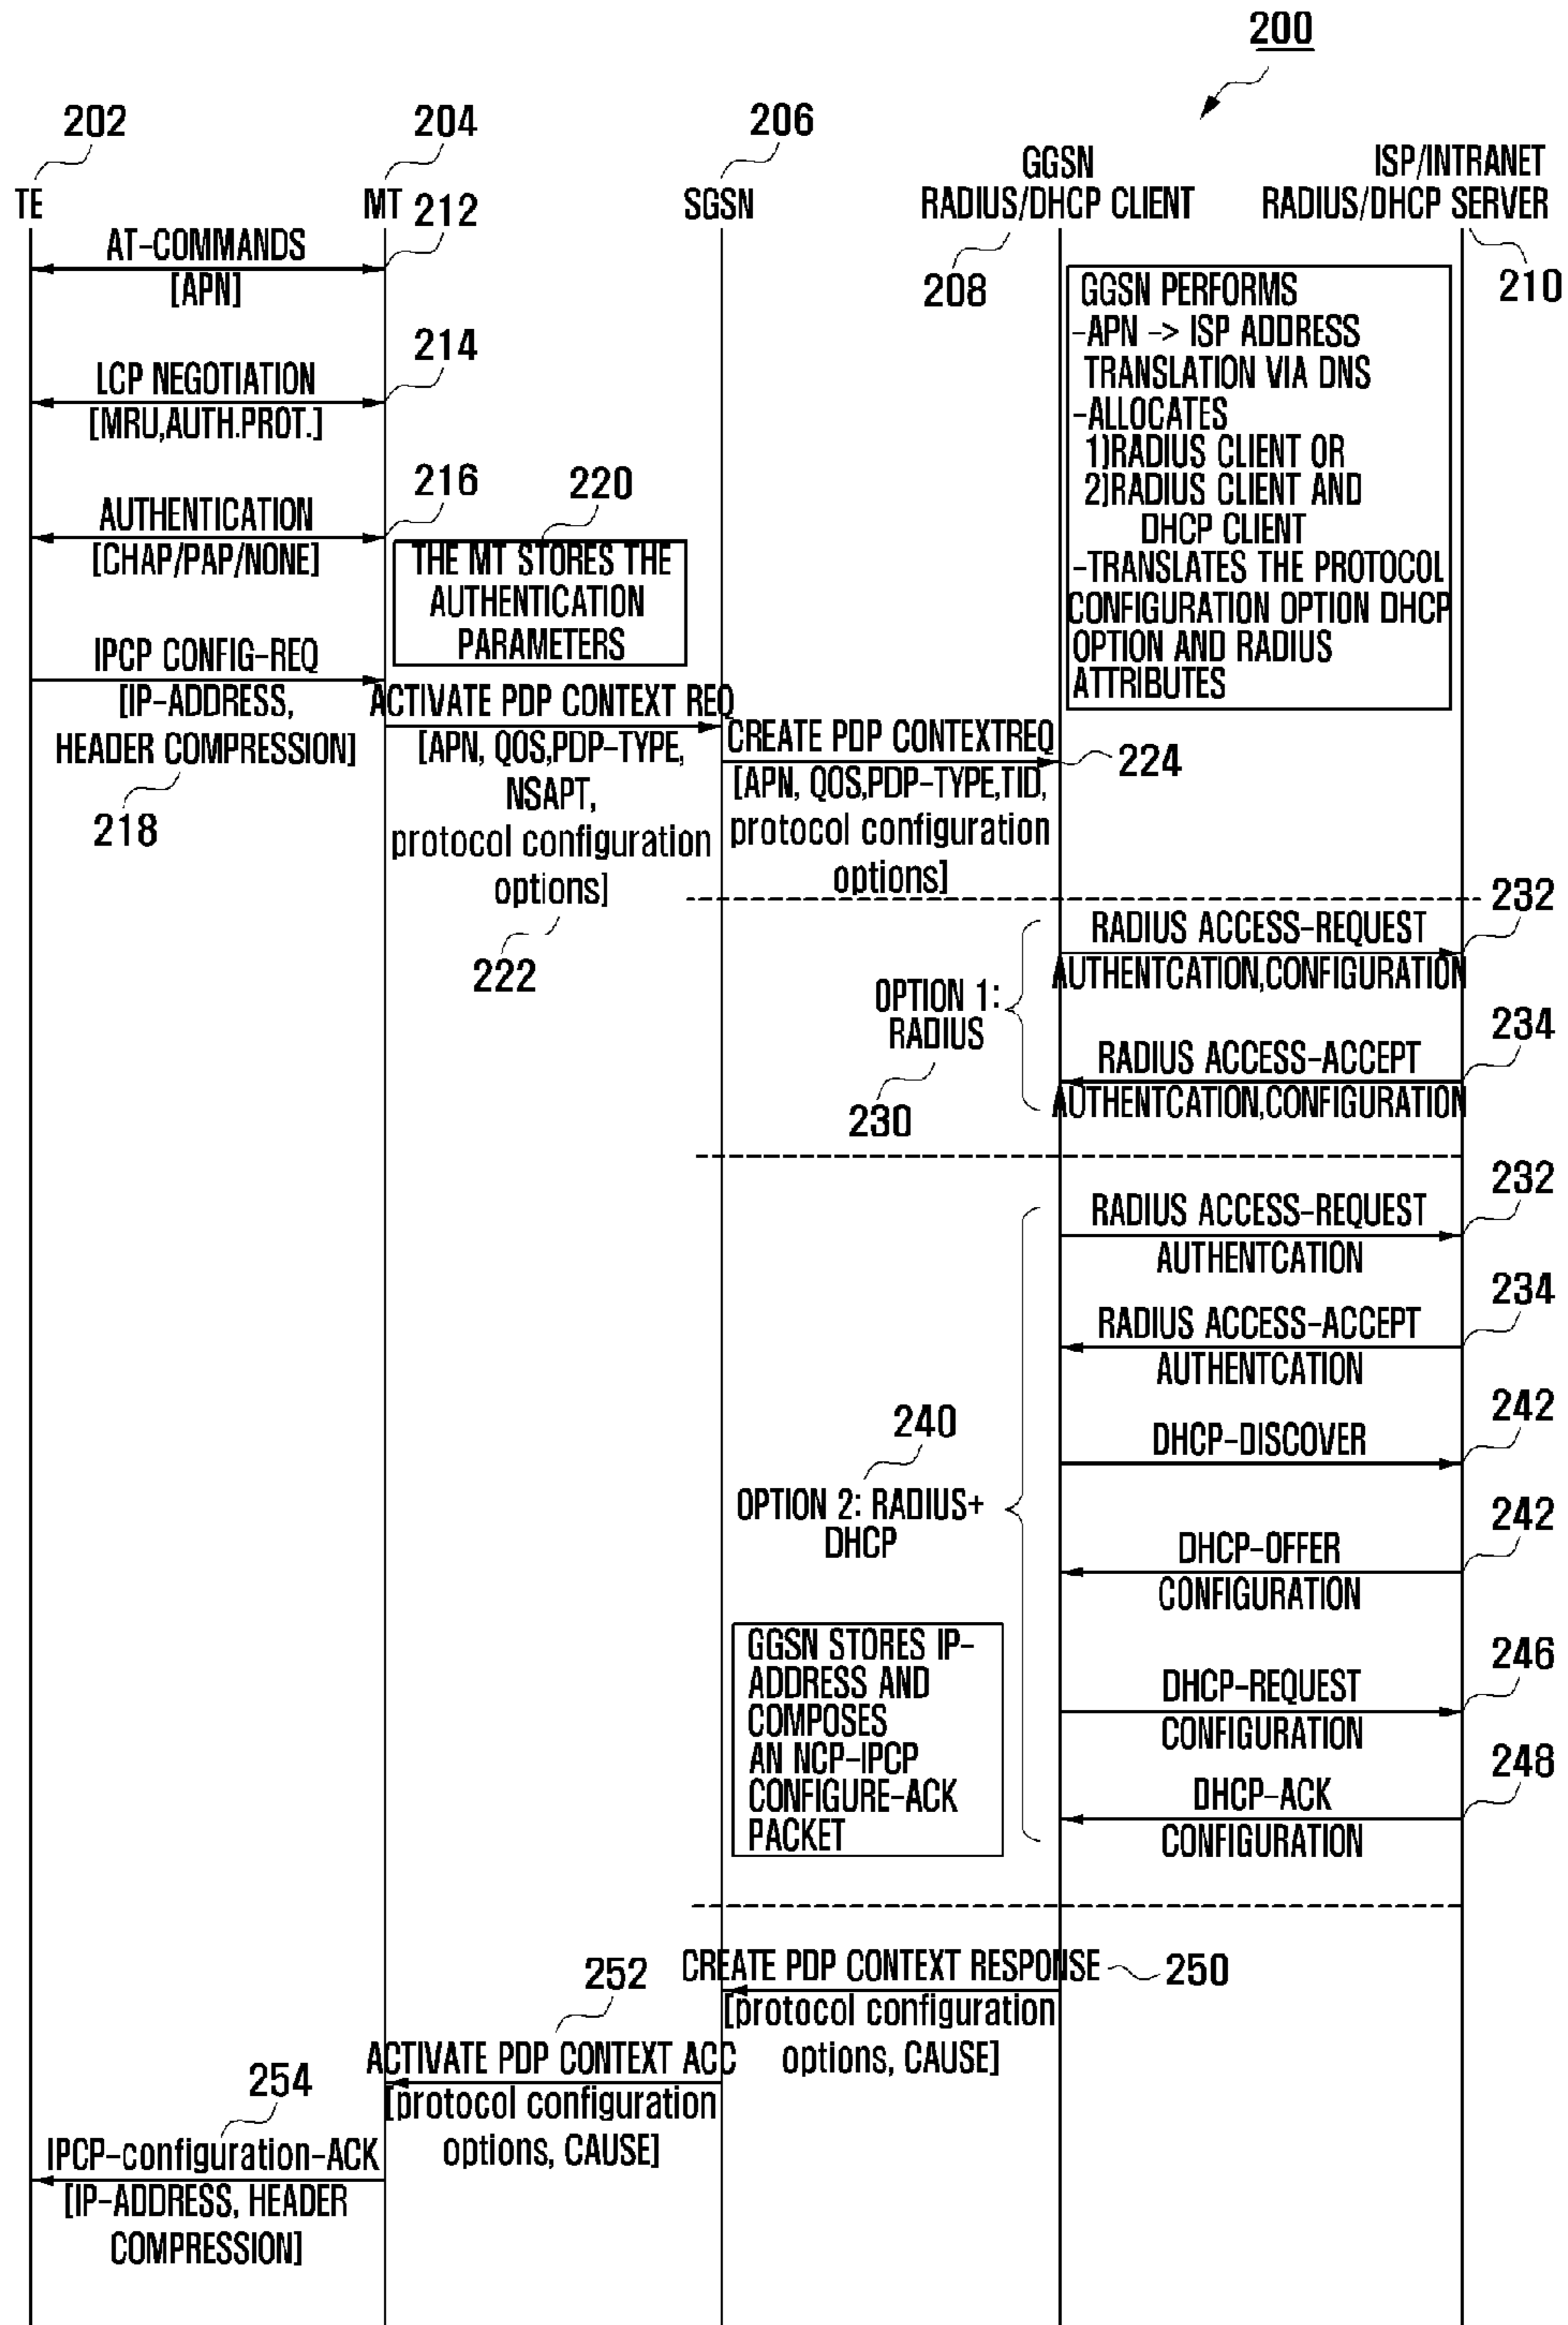 200
202
204
206
GGSN
ISP/INTRANET
TE
MT
SGSN
RADIUS/DHCP CLIENT
RADIUS/DHCP SERVER
208
210
AT-COMMANDS
[APN]
212
LCP NEGOTIATION
[MRU,AUTH.PROT.]
214
AUTHENTICATION
[CHAP/PAP/NONE]
216
220
THE MT STORES THE
AUTHENTICATION
PARAMETERS
GGSN PERFORMS
-APN -> ISP ADDRESS
TRANSLATION VIA DNS
-ALLOCATES
1)RADIUS CLIENT OR
2)RADIUS CLIENT AND
DHCP CLIENT
-TRANSLATES THE PROTOCOL
CONFIGURATION OPTION DHCP
OPTION AND RADIUS
ATTRIBUTES
IPCP CONFIG-REQ
[IP-ADDRESS,
HEADER COMPRESSION]
218
ACTIVATE PDP CONTEXT REQ
[APN, QOS,PDP-TYPE,
NSAPT,
protocol configuration
options]
222
CREATE PDP CONTEXTREQ
[APN, QOS,PDP-TYPE,TID,
protocol configuration
options]
224
OPTION 1:
RADIUS
230
RADIUS ACCESS-REQUEST
AUTHENTCATION,CONFIGURATION
232
RADIUS ACCESS-ACCEPT
AUTHENTCATION,CONFIGURATION
234
RADIUS ACCESS-REQUEST
AUTHENTCATION
232
RADIUS ACCESS-ACCEPT
AUTHENTCATION
234
240
OPTION 2: RADIUS+
DHCP
DHCP-DISCOVER
242
DHCP-OFFER
CONFIGURATION
242
GGSN STORES IP-
ADDRESS AND
COMPOSES
AN NCP-IPCP
CONFIGURE-ACK
PACKET
DHCP-REQUEST
CONFIGURATION
246
DHCP-ACK
CONFIGURATION
248
CREATE PDP CONTEXT RESPONSE
[protocol configuration
options, CAUSE]
250
252
ACTIVATE PDP CONTEXT ACC
[protocol configuration
options, CAUSE]
254
IPCP-configuration-ACK
[IP-ADDRESS, HEADER
COMPRESSION]